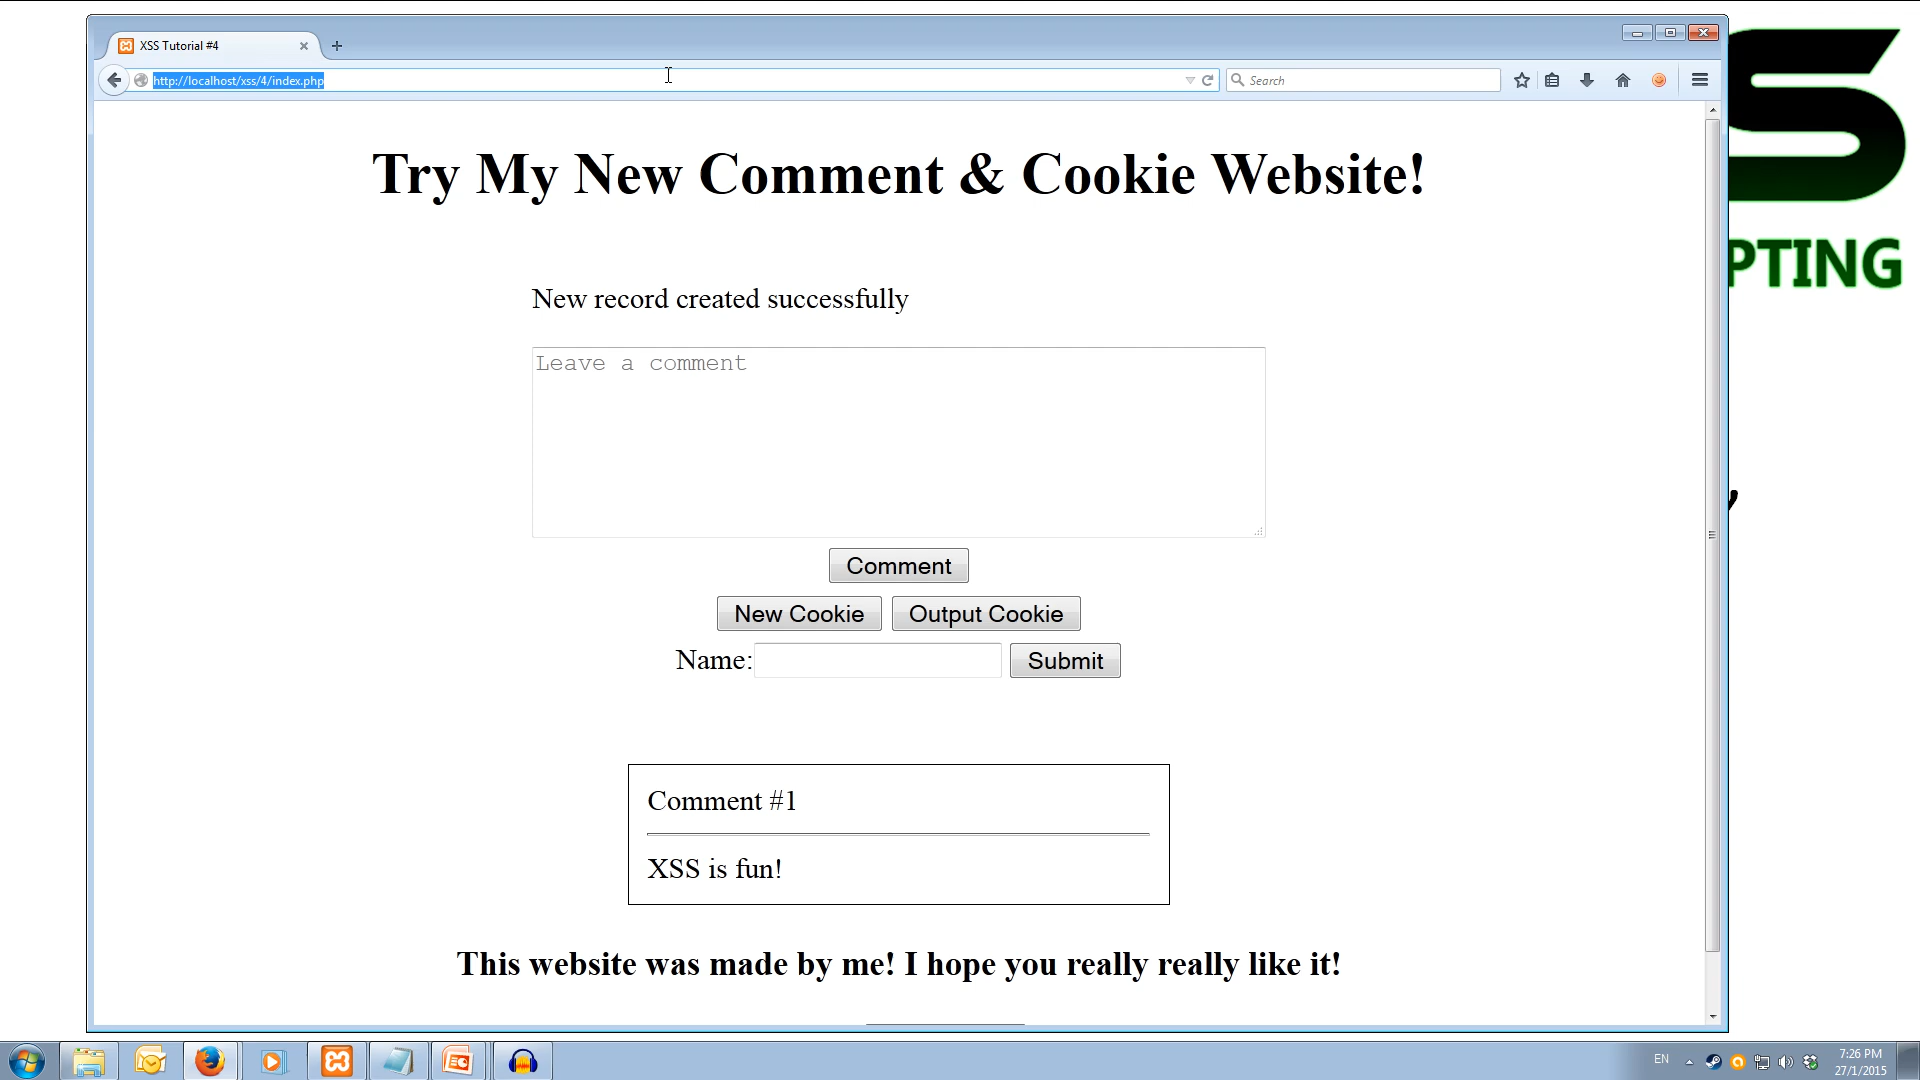 XSS Tutorial #4
http://localhost/xss/4/index.php
Search
Try My New Comment & Cookie Website!
S
PTING
New record created successfully
Leave a comment
Comment
New Cookie
Output Cookie
Name:
Submit
Comment #1
XSS is fun!
This website was made by me! I hope you really really like it!
EN
7:26 PM
27/1/2015